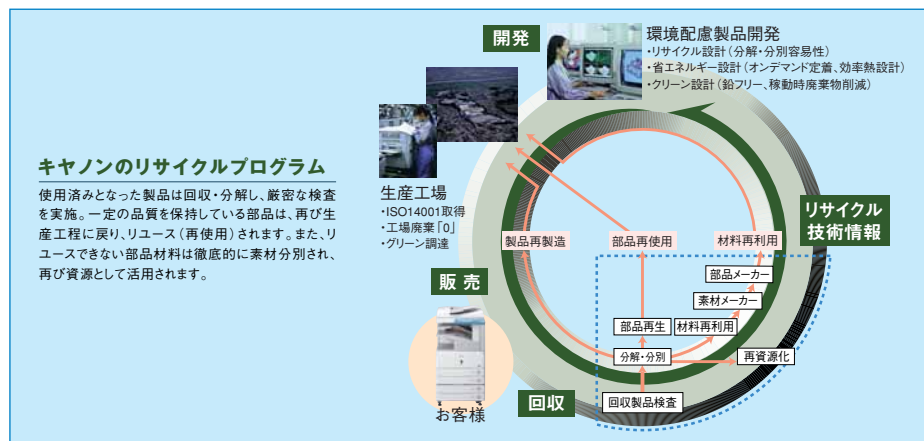 開発
環境配慮製品開発
・リサイクル設計(分解・分別容易性)
・省エネルギー設計(オンデマンド定着、効率熱設計)
・クリーン設計(鉛フリー、稼動時廃棄物削減)
キヤノンのリサイクルプログラム
使用済みとなった製品は回収・分解し、厳密な検査
を実施。一定の品質を保持している部品は、再び生
産工程に戻り、リユース(再使用)されます。また、リ
ユースできない部品材料は徹底的に素材分別され、
再び資源として活用されます。
生産工場
・ISO14001取得
・工場廃棄「0」
・グリーン調達
リサイクル
技術情報
製品再製造
部品再使用
材料再利用
部品メーカー
素材メーカー
販売
部品再生
材料再利用
分解・分別
再資源化
回収
回収製品検査
お客様